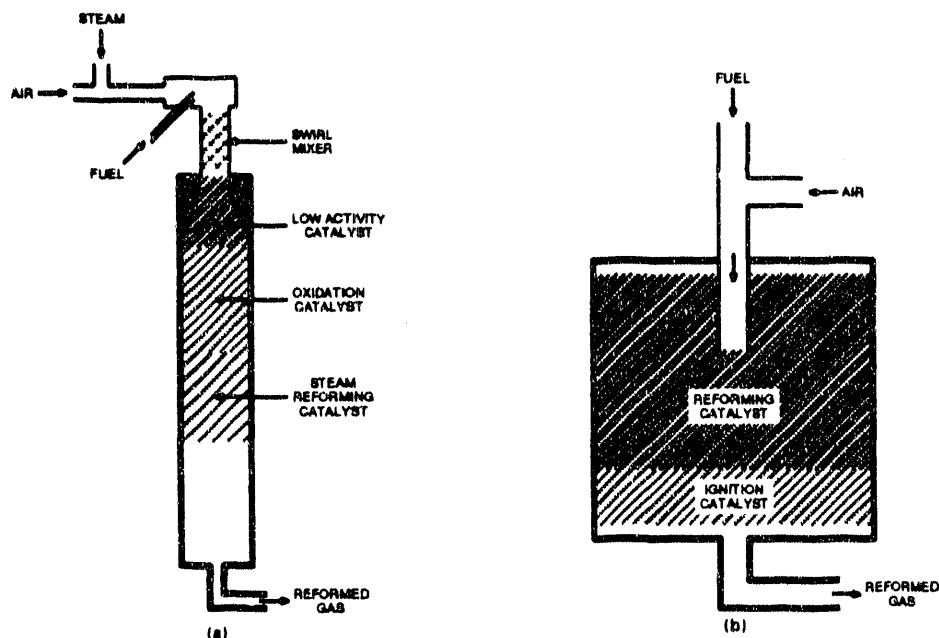 STEAM
AIR
FUEL
SWIRL
MIXER
LOW ACTIVITY
CATALYST
OXIDATION
CATALYST
STEAM
REFORMING
CATALYST
REFORMED
GAS
(a)
FUEL
AIR
REFORMING
CATALYST
IGNITION
CATALYST
REFORMED
GAS
(b)